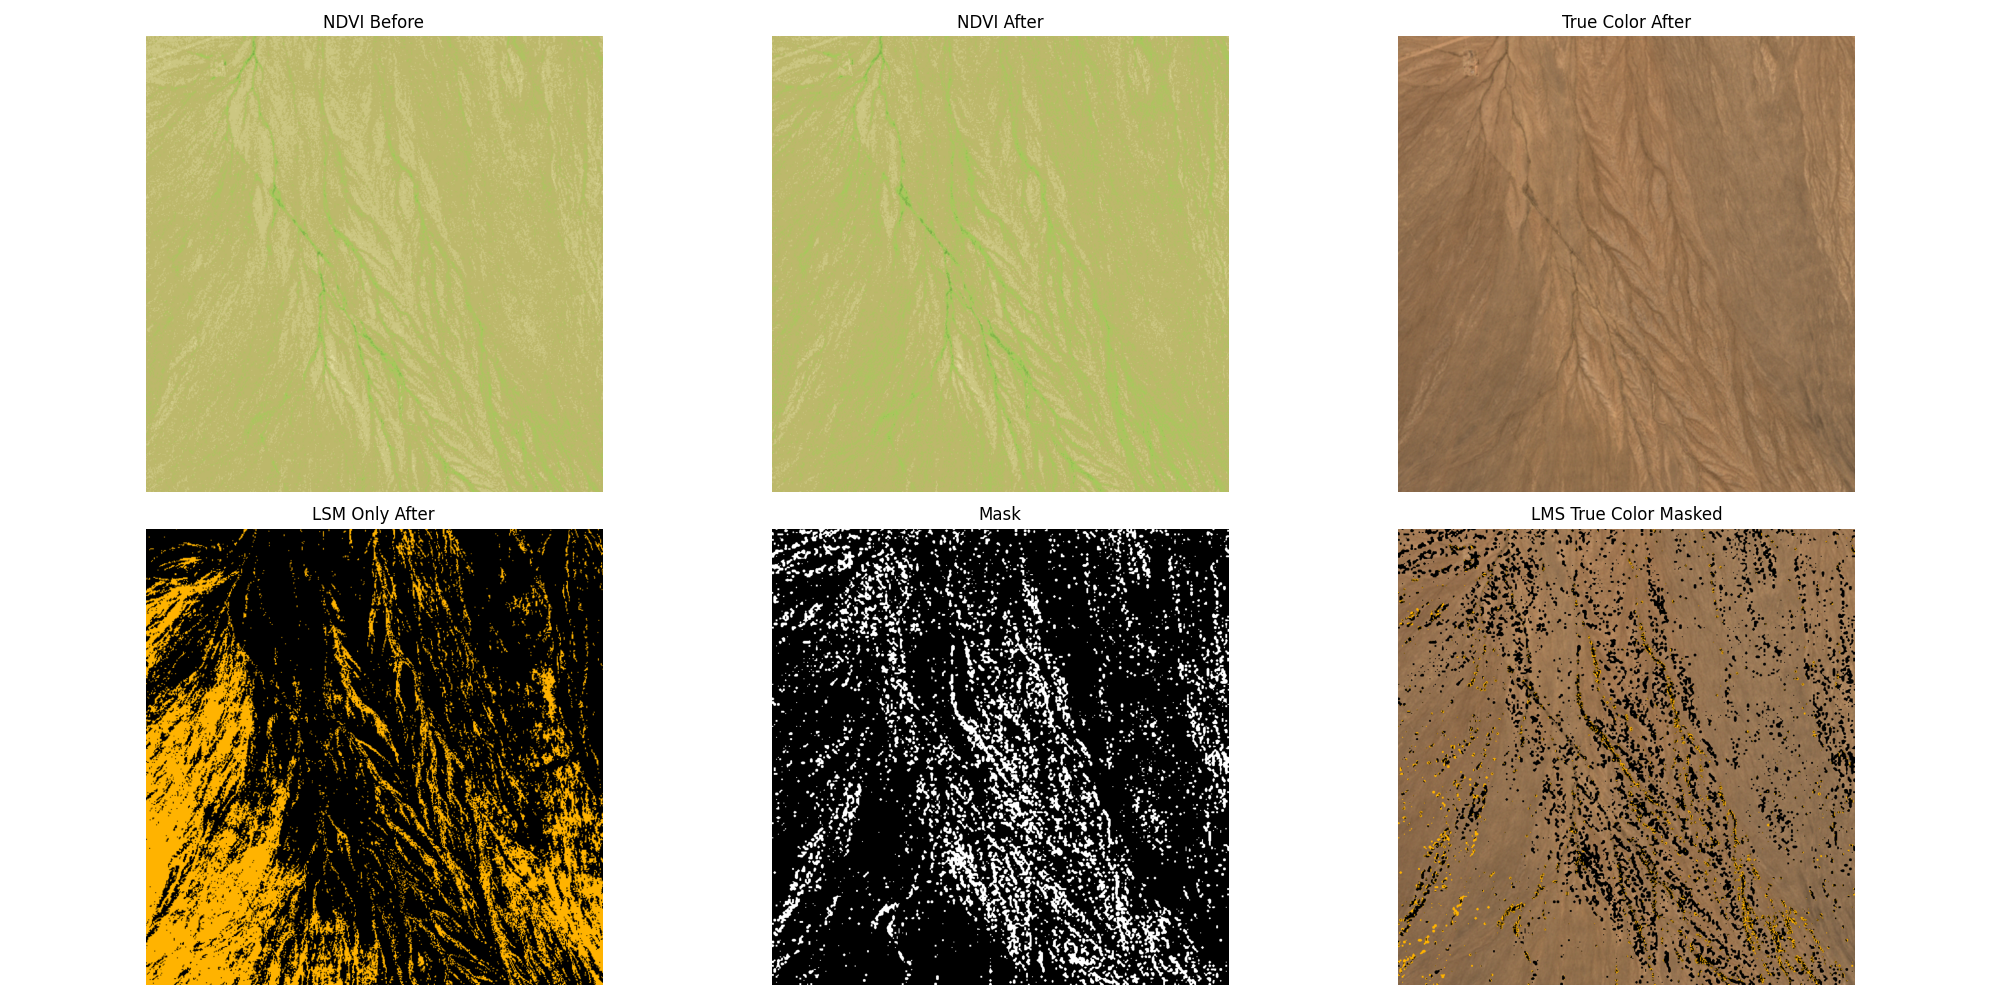 NDVI Before
NDVI After
True Color After
LSM Only After
Mask
LMS True Color Masked